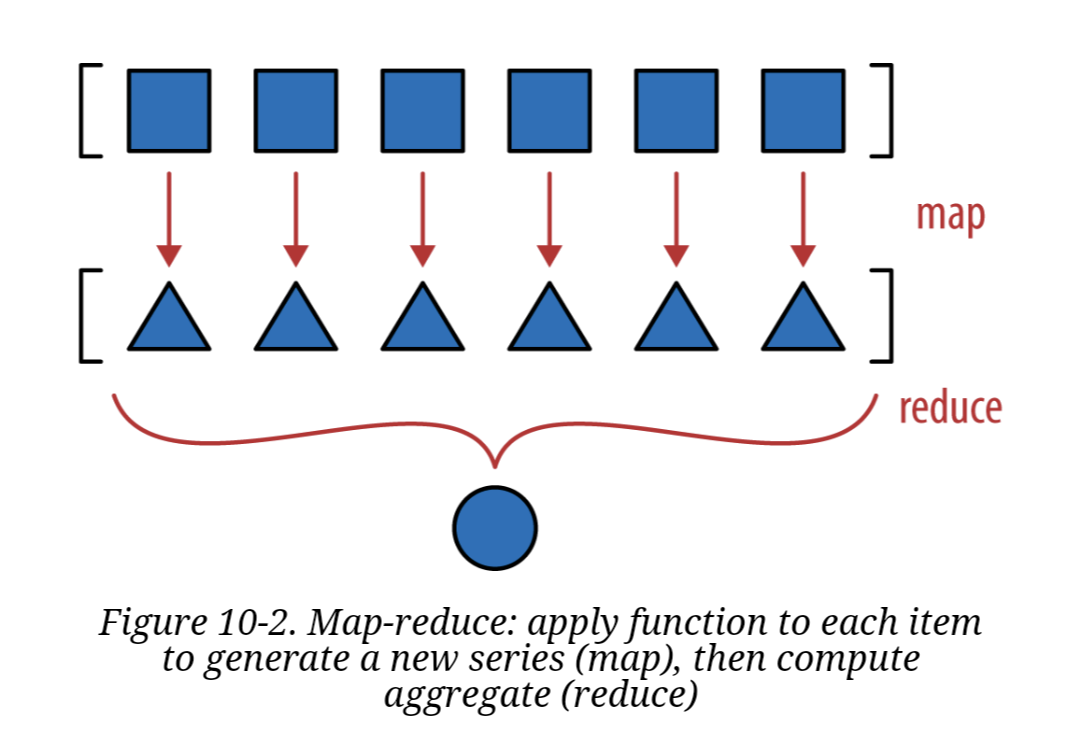 map
reduce
Figure 10-2. Map-reduce: apply function to each item
to generate a new series (map), then compute
aggregate (reduce)